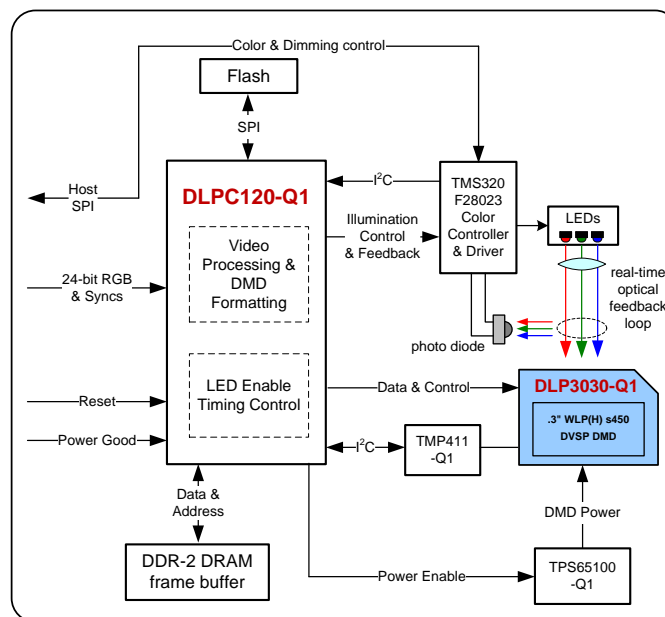 Color & Dimming control
Flash
SPI
Host
SPI
DLPC120-Q1
I²C
TMS320
F28023
Color
Controller
& Driver
LEDs
Video
Processing &
DMD
Formatting
Illumination
Control
& Feedback
24-bit RGB
& Syncs
real-time
optical
feedback
loop
photo diode
LED Enable
Timing Control
Data & Control
DLP3030-Q1
.3" WLP(H) s450
DVSP DMD
Reset
Power Good
I²C
TMP411
-Q1
Data &
Address
DMD Power
DDR-2 DRAM
frame buffer
Power Enable
TPS65100
-Q1